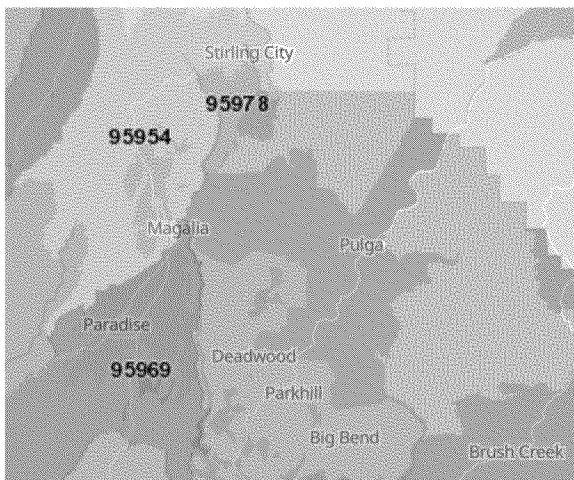 Stirling City
95978
95954
Magalia
Pulga
Paradise
Deadwood
95969
Parkhill
Big Bend
Brush Creek